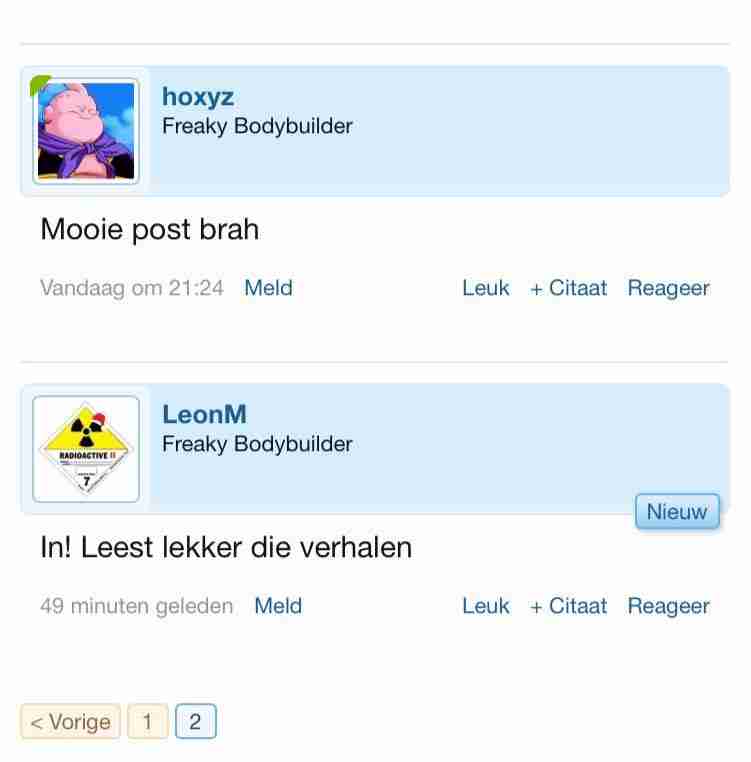 hoxyz
Freaky Bodybuilder
Mooie post brah
Vandaag om 21:24 Meld Leuk + Citaat Reageer
LeonM
Freaky Bodybuilder
RADIOACTIVE II
7
Nieuw
In! Leest lekker die verhalen
49 minuten geleden Meld Leuk + Citaat Reageer
< Vorige 1 2